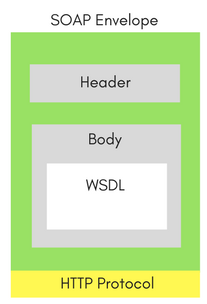 SOAP Envelope
Header
Body
WSDL
HTTP Protocol